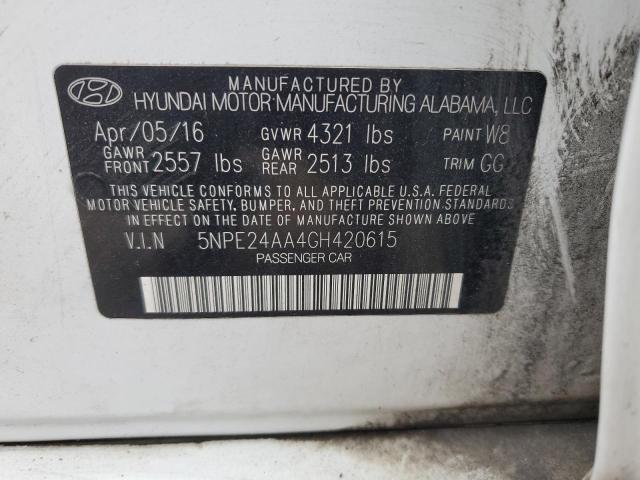 MANUFACTURED BY
HYUNDAI MOTOR MANUFACTURING ALABAMA, LLC
Apr/05/16 GVWR 4321 lbs PAINT W8
GAWR FRONT 2557 lbs GAWR REAR 2513 lbs TRIM GG
THIS VEHICLE CONFORMS TO ALL APPLICABLE U.S.A. FEDERAL
MOTOR VEHICLE SAFETY, BUMPER, AND THEFT PREVENTION STANDARDS
IN EFFECT ON THE DATE OF MANUFACTURE SHOWN ABOVE.
V.I.N 5NPE24AA4GH420615
PASSENGER CAR